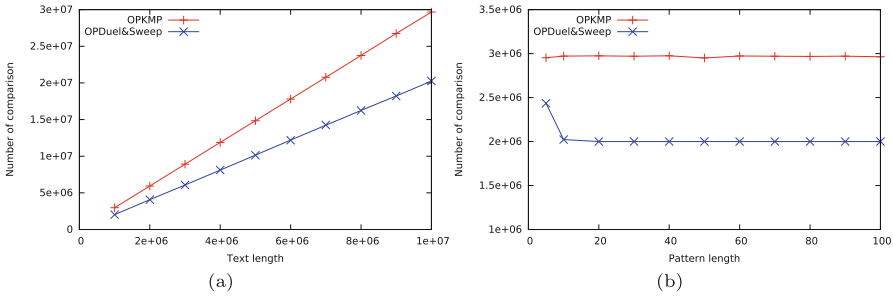 3e+07
2.5e+07
2e+07
1.5e+07
1e+07
5e+06
0
Number of comparison
OPKMP
OPDuel&Sweep
0 2e+06 4e+06 6e+06 8e+06 1e+07
Text length
(a)
3.5e+06
3e+06
2.5e+06
2e+06
1.5e+06
1e+06
Number of comparison
OPKMP
OPDuel&Sweep
0 20 40 60 80 100
Pattern length
(b)